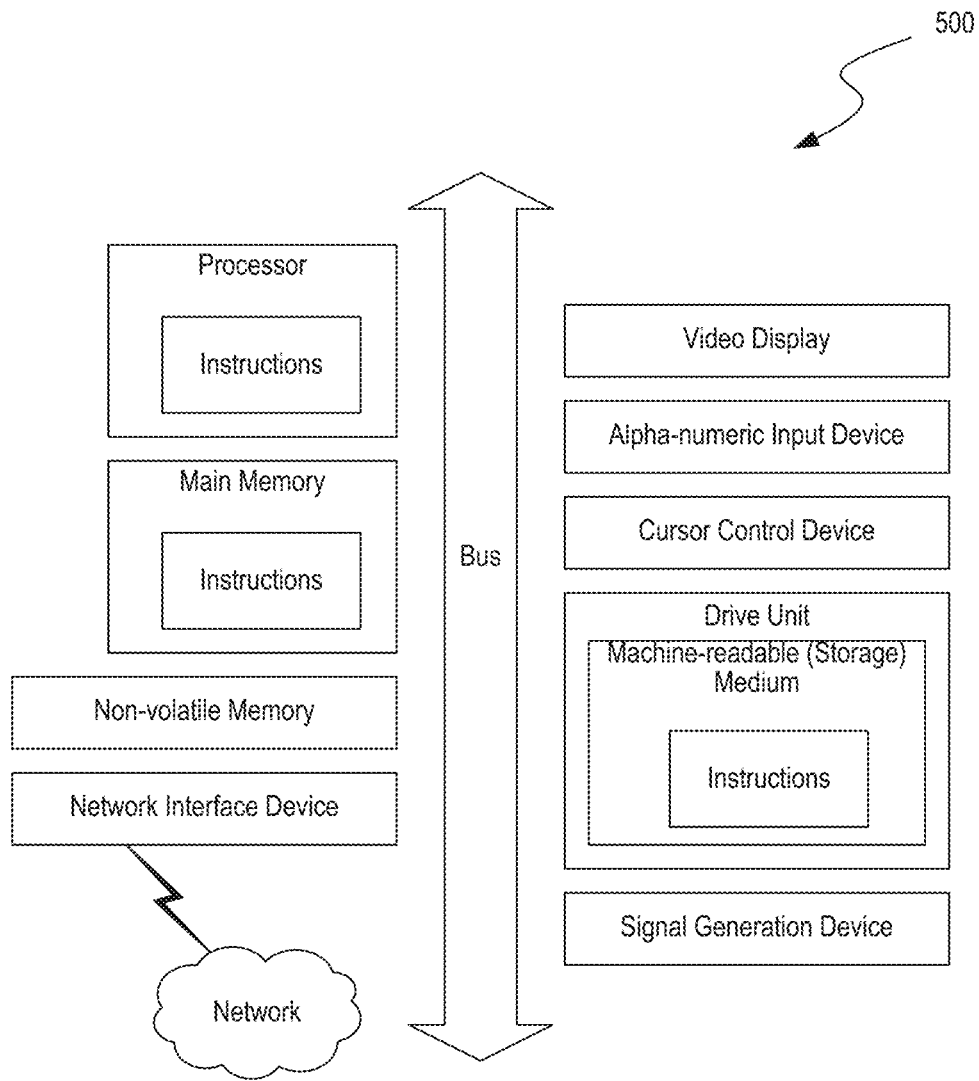 500
Processor
Instructions
Main Memory
Instructions
Non-volatile Memory
Network Interface Device
Network
Bus
Video Display
Alpha-numeric Input Device
Cursor Control Device
Drive Unit
Machine-readable (Storage)
Medium
Instructions
Signal Generation Device